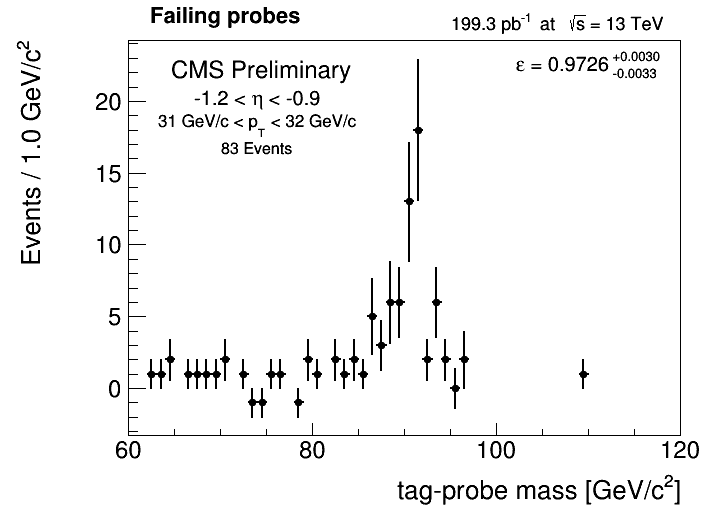 Failing probes
199.3 pb⁻¹ at √s = 13 TeV
CMS Preliminary
ε = 0.9726 +0.0030 -0.0033
-1.2 < η < -0.9
31 GeV/c < p_T < 32 GeV/c
83 Events
Events / 1.0 GeV/c²
20
15
10
5
0
60 80 100 120
tag-probe mass [GeV/c²]